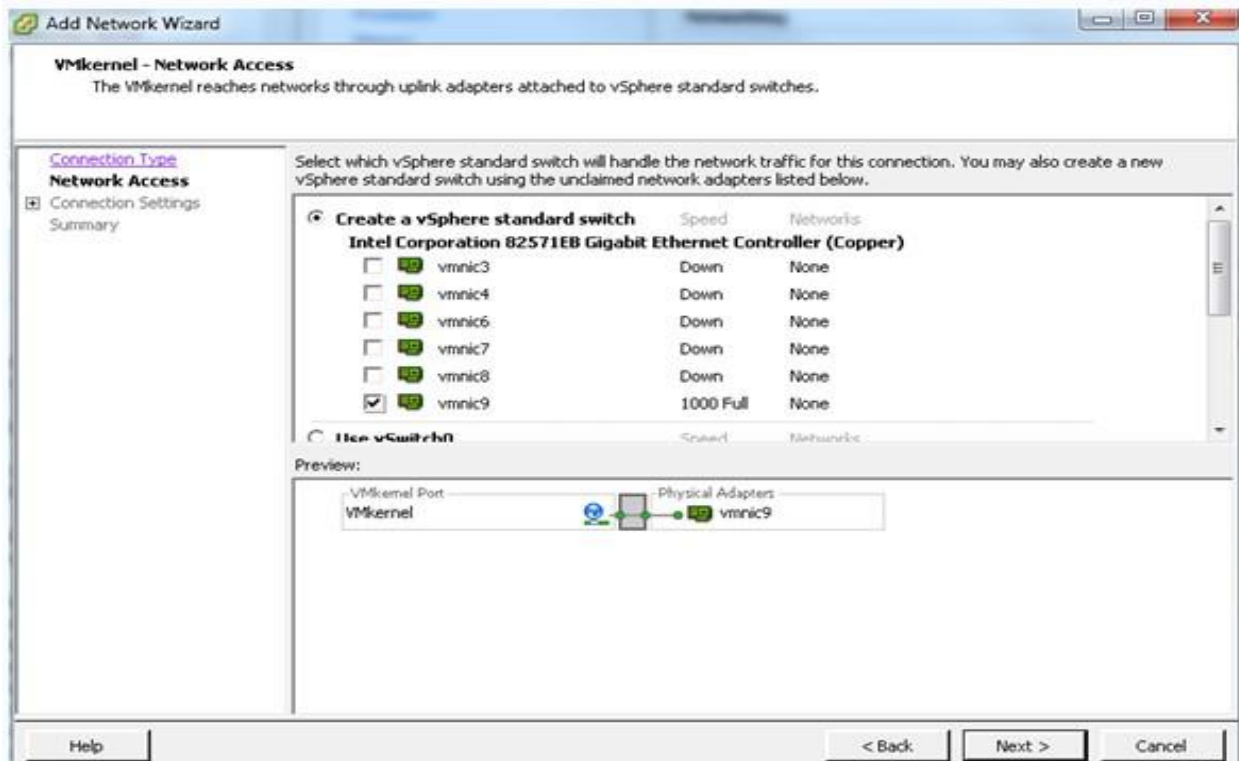 Add Network Wizard
VMkernel - Network Access
The VMkernel reaches networks through uplink adapters attached to vSphere standard switches.
Connection Type
Network Access
Connection Settings
Summary
Select which vSphere standard switch will handle the network traffic for this connection. You may also create a new
vSphere standard switch using the unclaimed network adapters listed below.
Create a vSphere standard switch Speed Networks
Intel Corporation 82571EB Gigabit Ethernet Controller (Copper)
vmnic3 Down None
vmnic4 Down None
vmnic6 Down None
vmnic7 Down None
vmnic8 Down None
vmnic9 1000 Full None
Use vSwitch0 Speed Networks
Preview:
VMkernel Port Physical Adapters
VMkernel vmnic9
Help < Back Next > Cancel